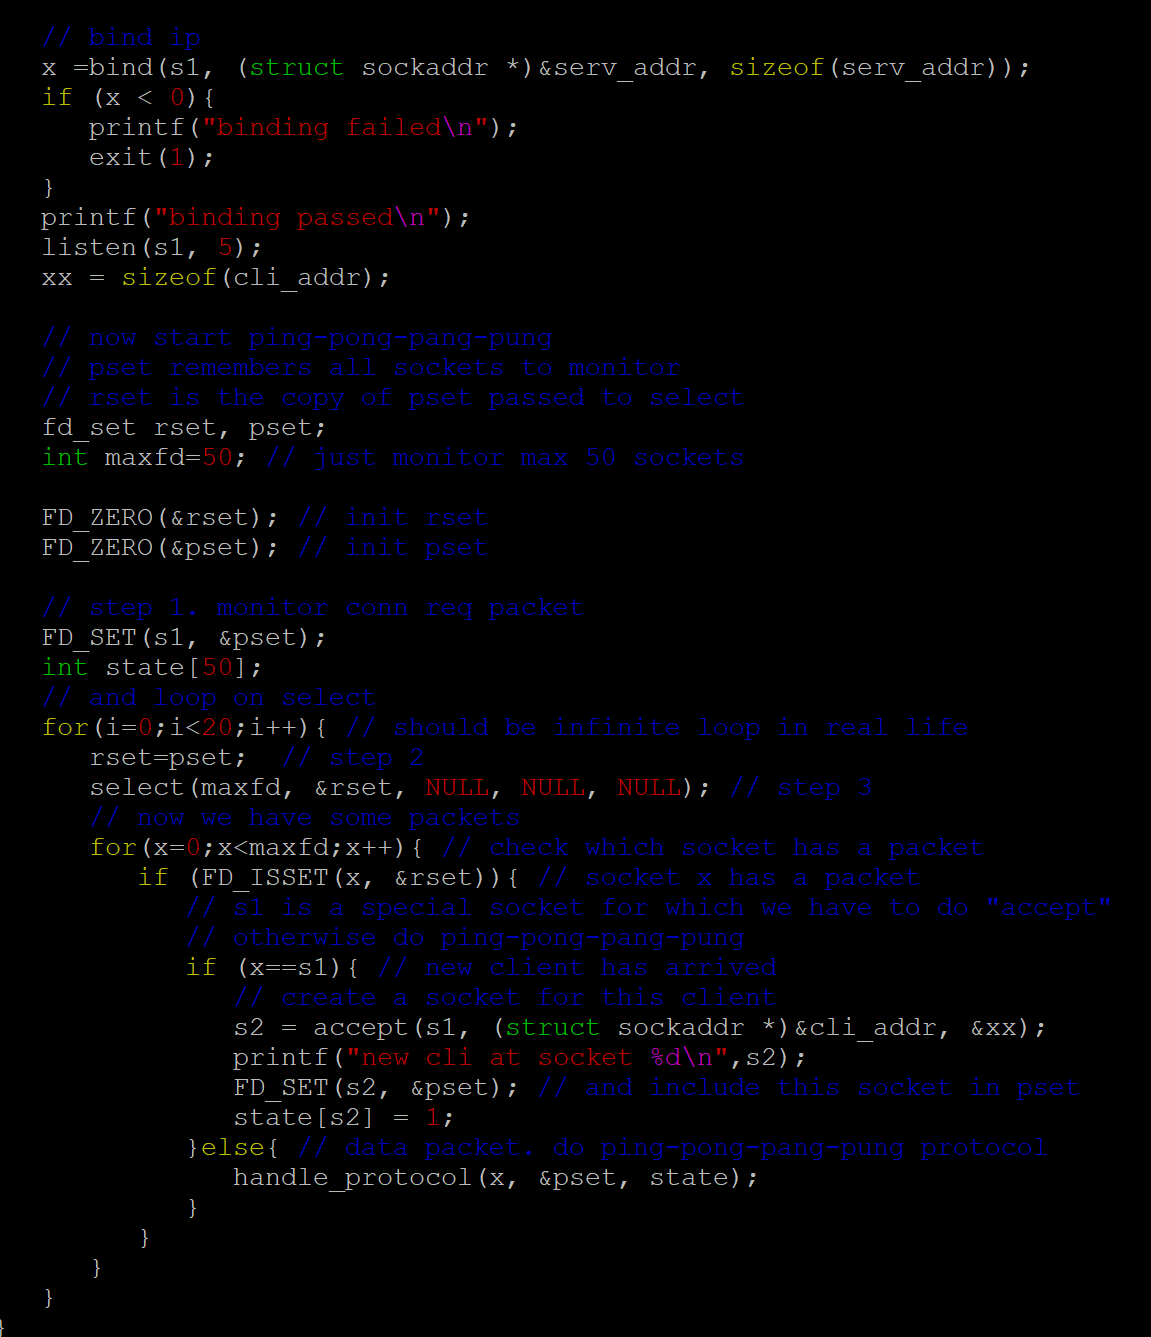 // bind ip
x =bind(s1, (struct sockaddr *)&serv_addr, sizeof(serv_addr));
if (x < 0){
printf("binding failed\n");
exit(1);
}
printf("binding passed\n");
listen(s1, 5);
xx = sizeof(cli_addr);
// now start ping-pong-pang-pung
// pset remembers all sockets to monitor
// rset is the copy of pset passed to select
fd_set rset, pset;
int maxfd=50; // just monitor max 50 sockets
FD_ZERO(&rset); // init rset
FD_ZERO(&pset); // init pset
// step 1. monitor conn req packet
FD_SET(s1, &pset);
int state[50];
// and loop on select
for(i=0;i<20;i++){ // should be infinite loop in real life
rset=pset;  // step 2
select(maxfd, &rset, NULL, NULL, NULL); // step 3
// now we have some packets
for(x=0;x<maxfd;x++){ // check which socket has a packet
if (FD_ISSET(x, &rset)){ // socket x has a packet
// s1 is a special socket for which we have to do "accept"
// otherwise do ping-pong-pang-pung
if (x==s1){ // new client has arrived
// create a socket for this client
s2 = accept(s1, (struct sockaddr *)&cli_addr, &xx);
printf("new cli at socket %d\n",s2);
FD_SET(s2, &pset); // and include this socket in pset
state[s2] = 1;
}else{ // data packet. do ping-pong-pang-pung protocol
handle_protocol(x, &pset, state);
}
}
}
}
}